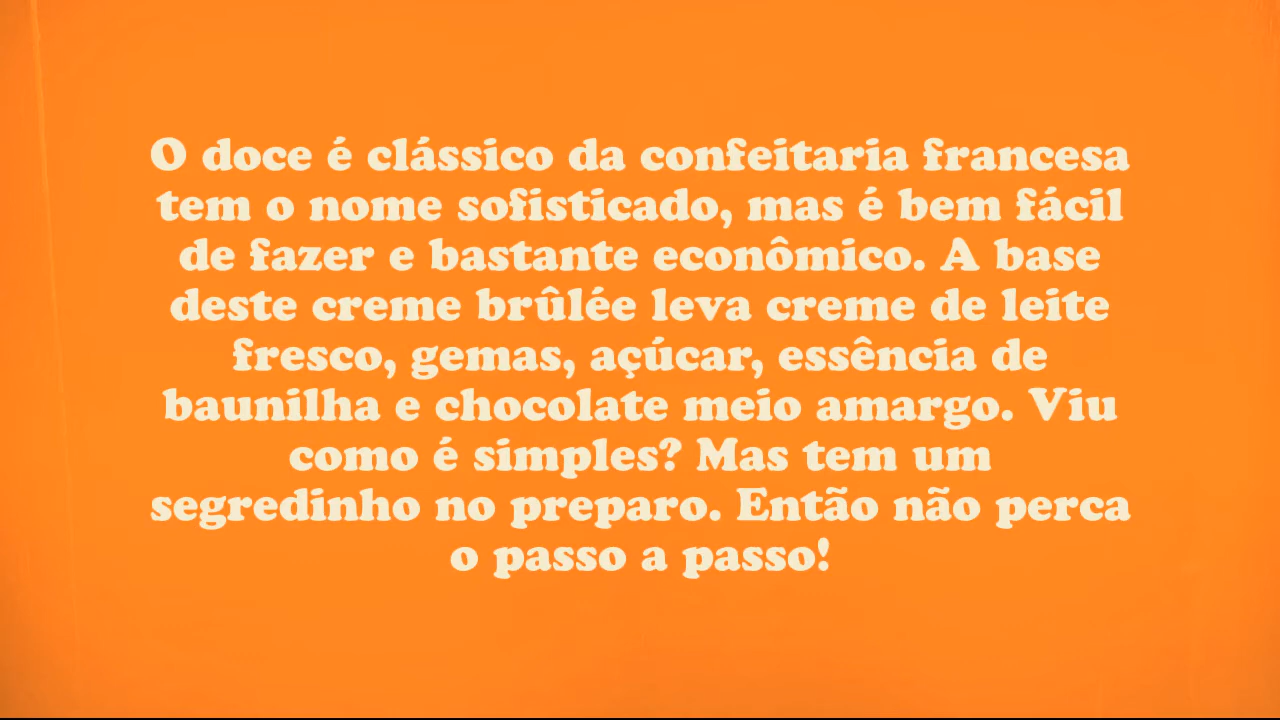 O doce é clássico da confeitaria francesa
tem o nome sofisticado, mas é bem fácil
de fazer e bastante econômico. A base
deste creme brûlée leva creme de leite
fresco, gemas, açúcar, essência de
baunilha e chocolate meio amargo. Viu
como é simples? Mas tem um
segredinho no preparo. Então não perca
o passo a passo!